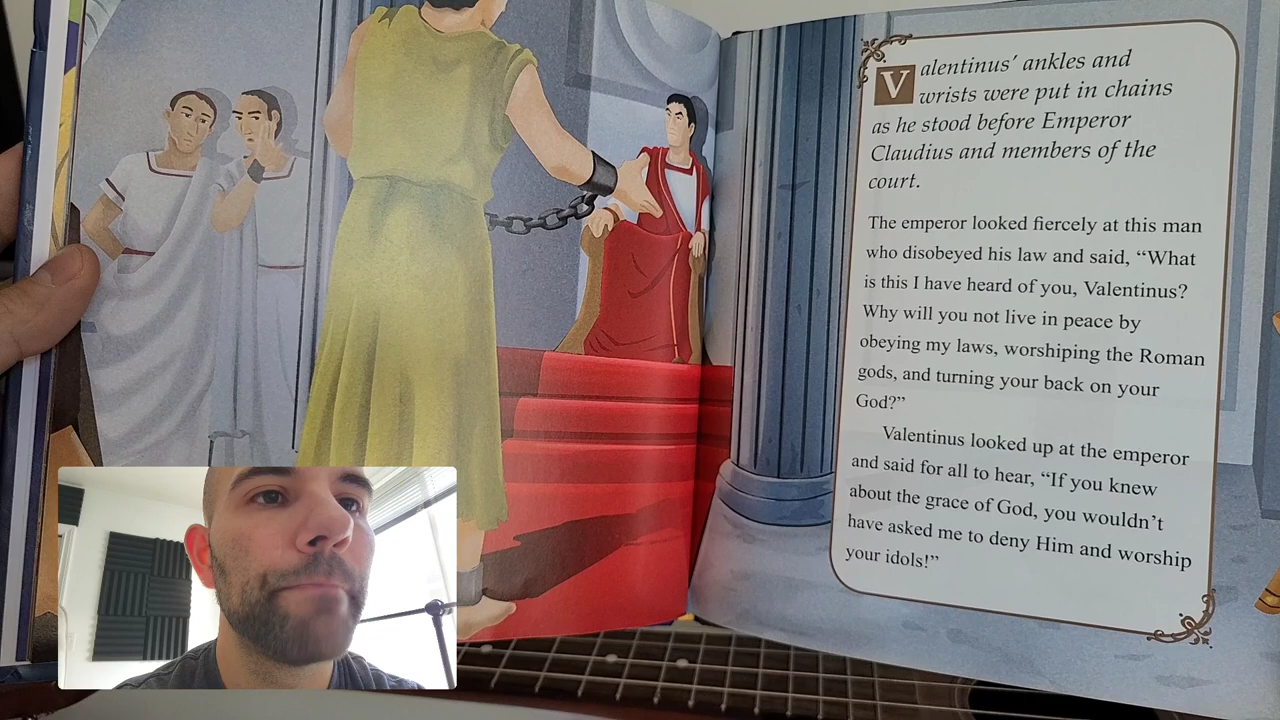 Valentinus' ankles and
wrists were put in chains
as he stood before Emperor
Claudius and members of the
court.
The emperor looked fiercely at this man
who disobeyed his law and said, “What
is this I have heard of you, Valentinus?
Why will you not live in peace by
obeying my laws, worshiping the Roman
gods, and turning your back on your
God?”
Valentinus looked up at the emperor
and said for all to hear, “If you knew
about the grace of God, you wouldn't
have asked me to deny Him and worship
your idols!”